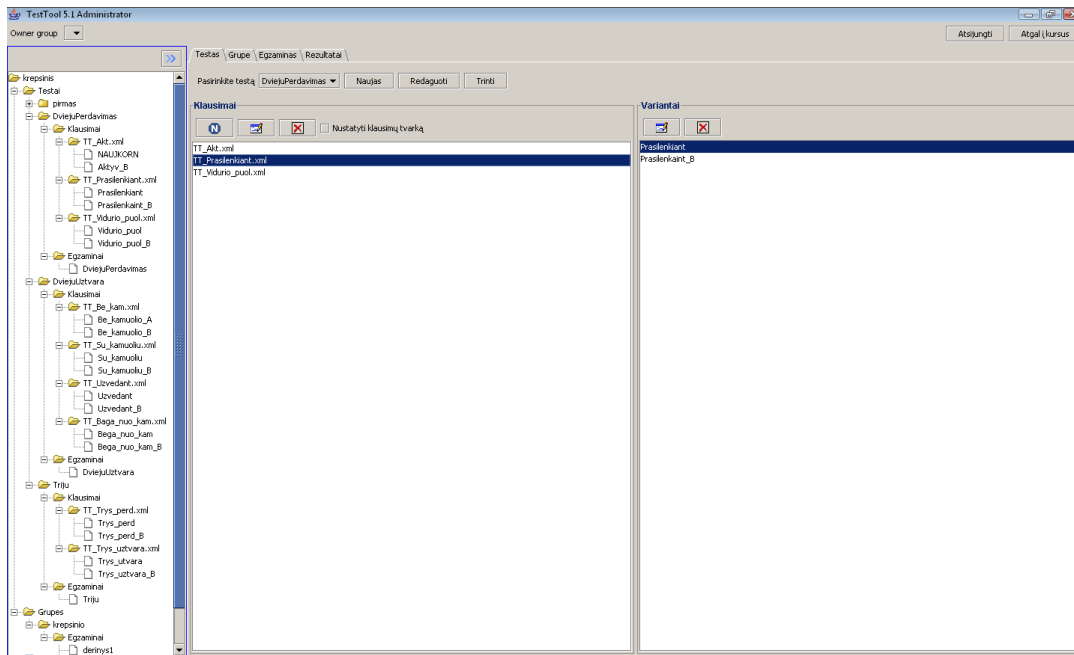 TestTool 5.1 Administrator
Owner group
Atsijungti
Atgal į kursus
Testas
Grupe
Egzaminas
Rezultatai
Pasirinkite testą
DviejuPerdavimas
Naujas
Redaguoti
Trinti
krepsinis
Testai
pirmas
DviejuPerdavimas
Klausimai
TT_Akt.xml
NAUJKORN
Aktyv_B
TT_Prasilenkiant.xml
Prasilenkiant
Prasilenkaint_B
TT_Vidurio_puol.xml
Vidurio_puol
Vidurio_puol_B
Egzaminai
DviejuPerdavimas
DviejuUztvara
Klausimai
TT_Be_kam.xml
Be_kamuolio_A
Be_kamuolio_B
TT_Su_kamuoliu.xml
Su_kamuoliu
Su_kamuoliu_B
TT_Uzvedant.xml
Uzvedant
Uzvedant_B
TT_Baga_nuo_kam.xml
Bega_nuo_kam
Bega_nuo_kam_B
Egzaminai
DviejuUztvara
Triju
Klausimai
TT_Trys_perd.xml
Trys_perd
Trys_perd_B
TT_Trys_uztvara.xml
Trys_utvara
Trys_uztvara_B
Egzaminai
Triju
Grupes
krepsinio
Egzaminai
derinys1
Klausimai
N
Nustatyti klausimų tvarką
TT_Akt.xml
TT_Prasilenkiant.xml
TT_Vidurio_puol.xml
Variantai
Prasilenkiant
Prasilenkaint_B